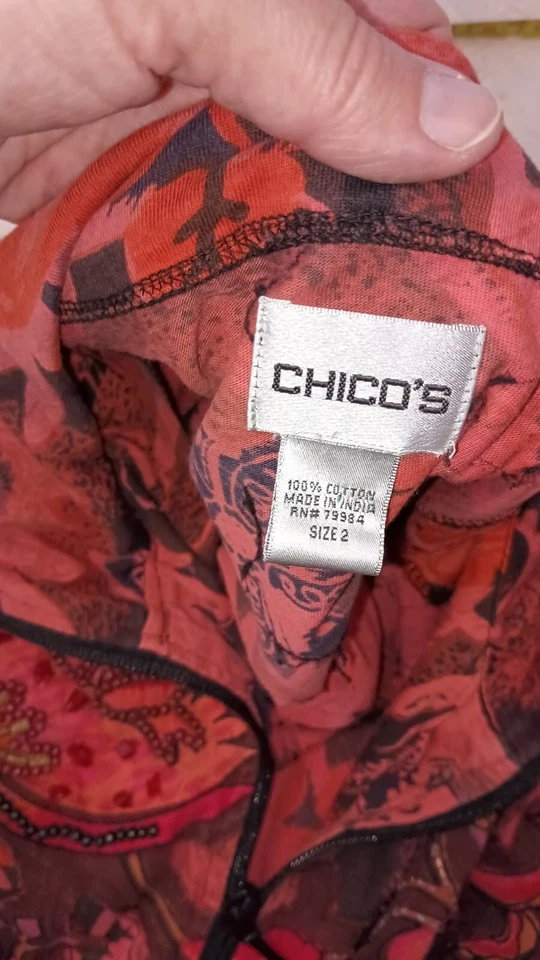 CHICO'S
100% COTTON
MADE IN INDIA
RN# 79984
SIZE 2